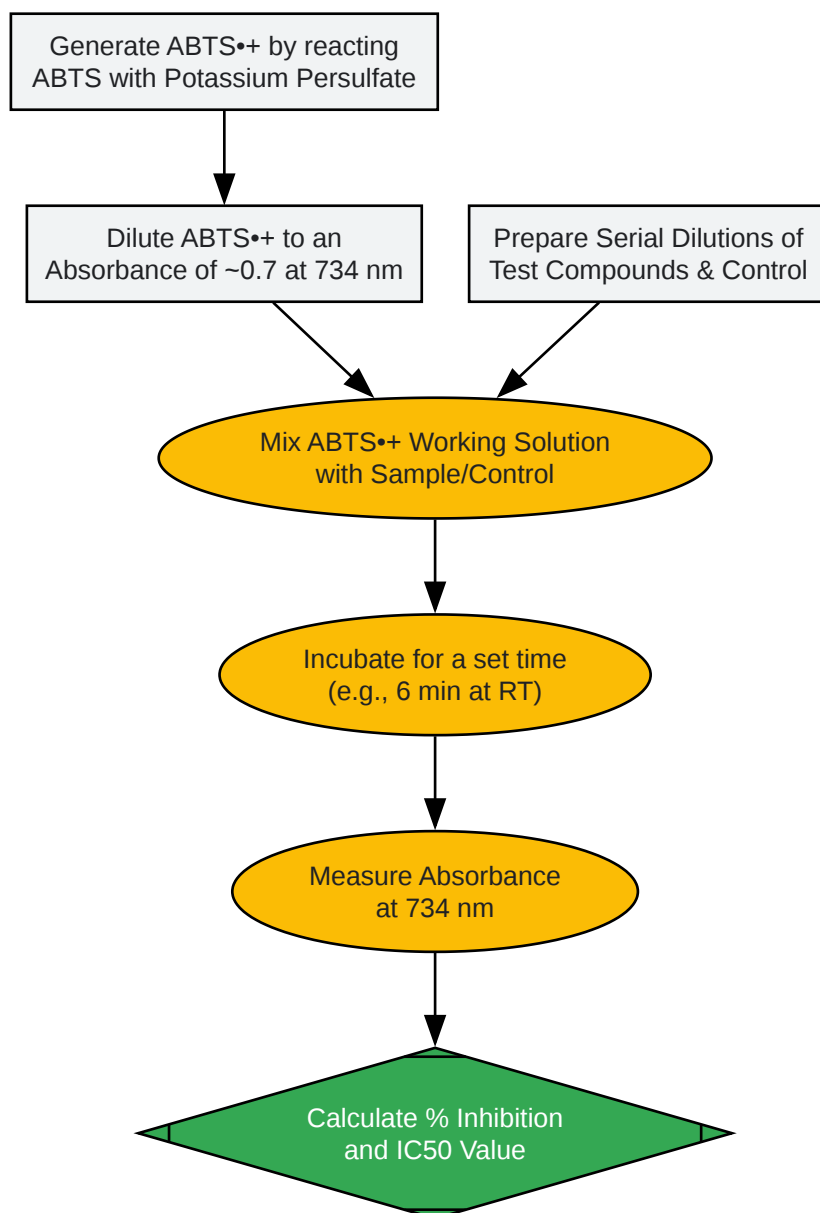 Generate ABTS•+ by reacting
ABTS with Potassium Persulfate
Dilute ABTS•+ to an
Absorbance of ~0.7 at 734 nm
Prepare Serial Dilutions of
Test Compounds & Control
Mix ABTS•+ Working Solution
with Sample/Control
Incubate for a set time
(e.g., 6 min at RT)
Measure Absorbance
at 734 nm
Calculate % Inhibition
and IC50 Value